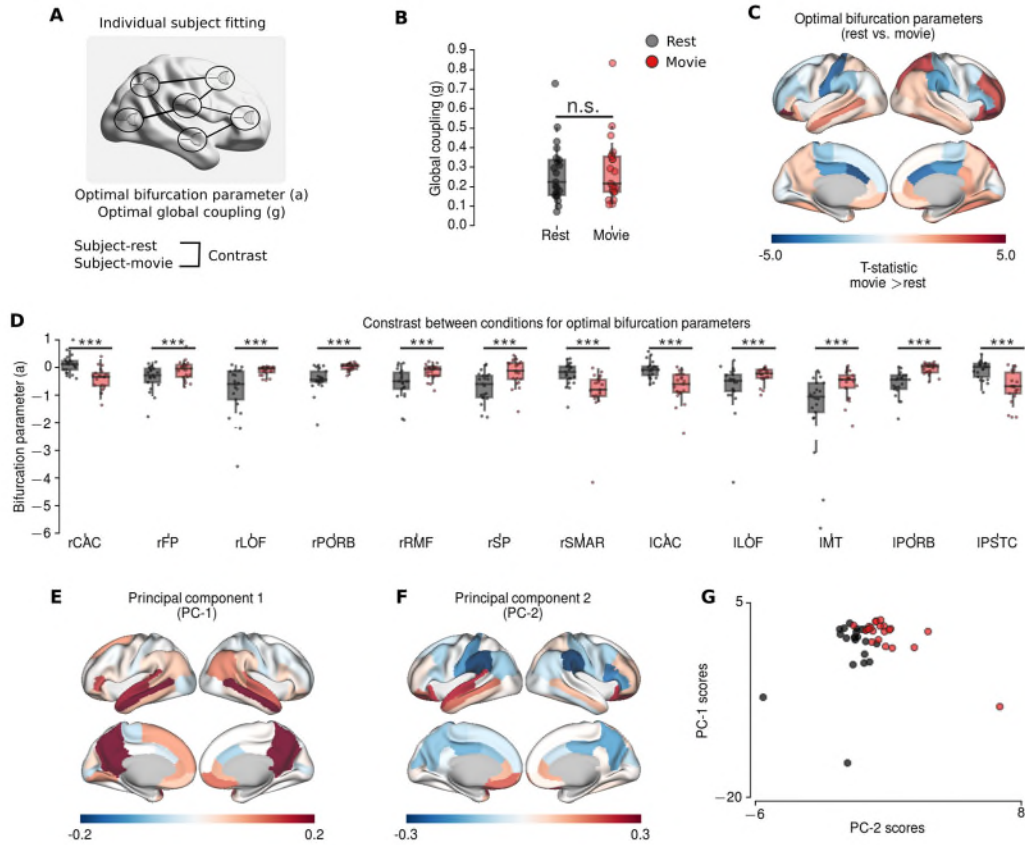 A
Individual subject fitting
Optimal bifurcation parameter (a)
Optimal global coupling (g)
Subject-rest
Subject-movie
Contrast
B
Global coupling (g)
0.9
0.8
0.7
0.6
0.5
0.4
0.3
0.2
0.1
0.0
n.s.
Rest
Movie
Rest
Movie
C
Optimal bifurcation parameters
(rest vs. movie)
-5.0
5.0
T-statistic
movie >rest
D
Constrast between conditions for optimal bifurcation parameters
Bifurcation parameter (a)
1
0
−1
−2
−3
−4
−5
−6
*** *** *** *** *** *** *** *** *** *** *** ***
rCAC rFP rLOF rPORB rRMF rSP rSMAR lCAC lLOF lMT lPORB lPSTC
E
Principal component 1
(PC-1)
-0.2
0.2
F
Principal component 2
(PC-2)
-0.3
0.3
G
5
PC-1 scores
−20
−6
8
PC-2 scores